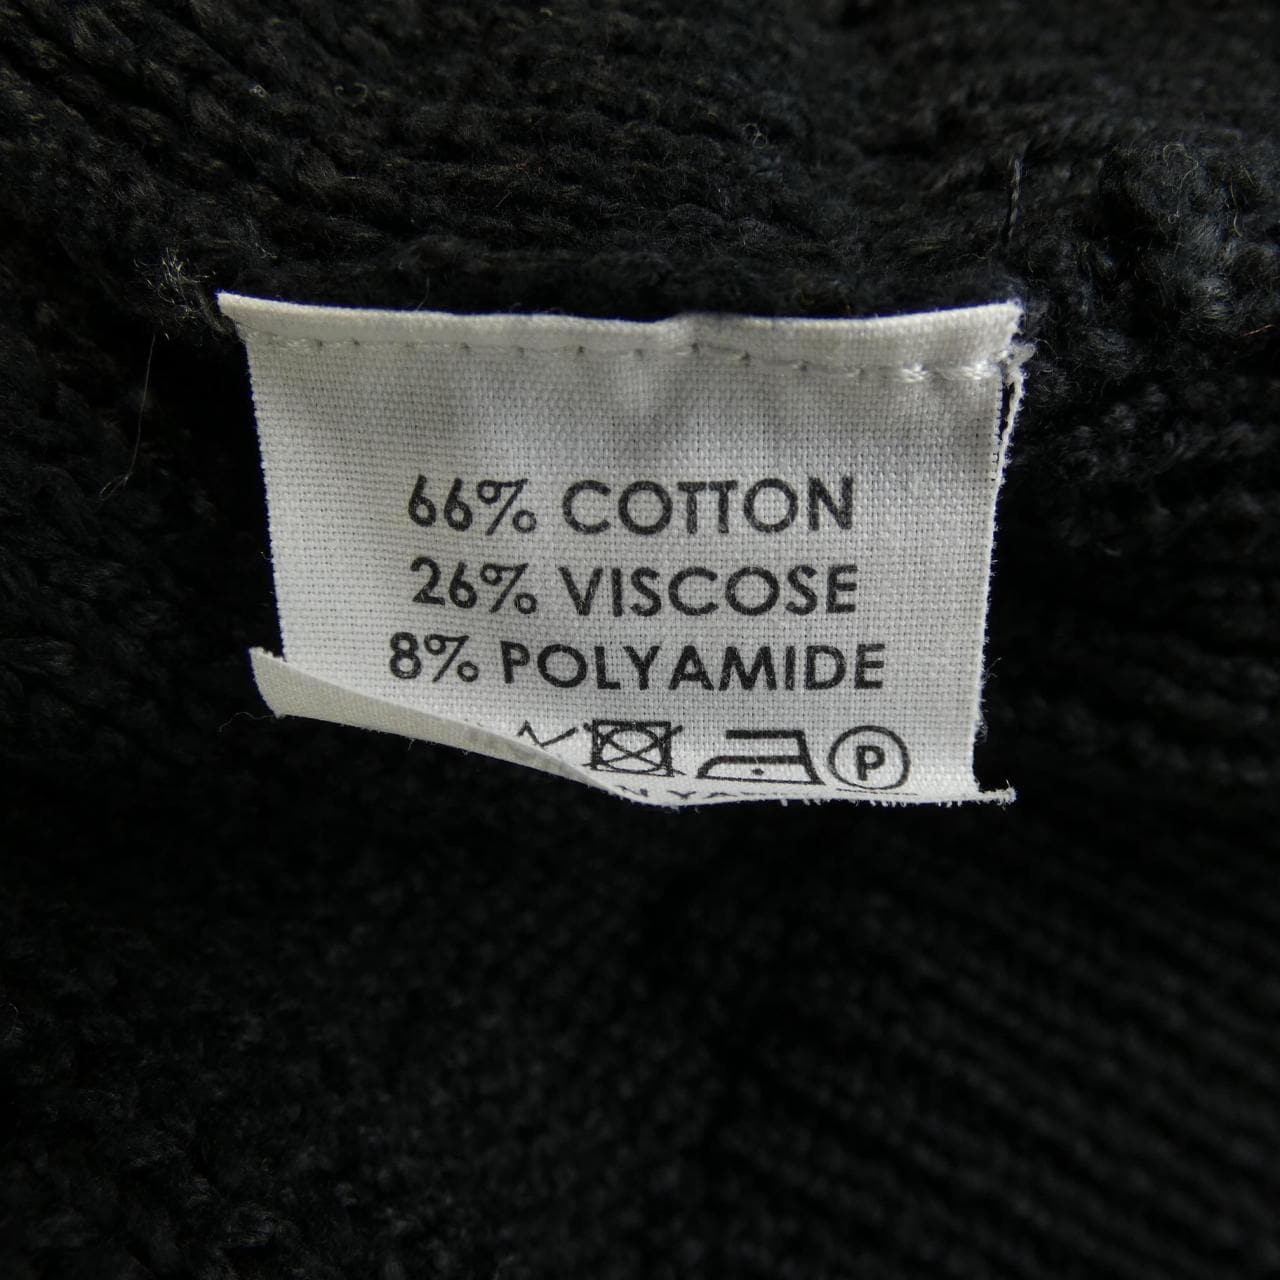 66% COTTON
26% VISCOSE
8% POLYAMIDE
P